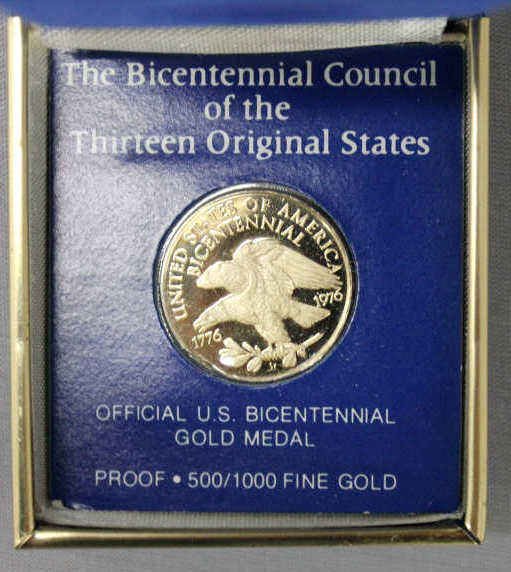 The Bicentennial Council
of the
Thirteen Original States
UNITED STATES OF AMERICA
BICENTENNIAL
1776
1976
OFFICIAL U.S. BICENTENNIAL
GOLD MEDAL
PROOF • 500/1000 FINE GOLD